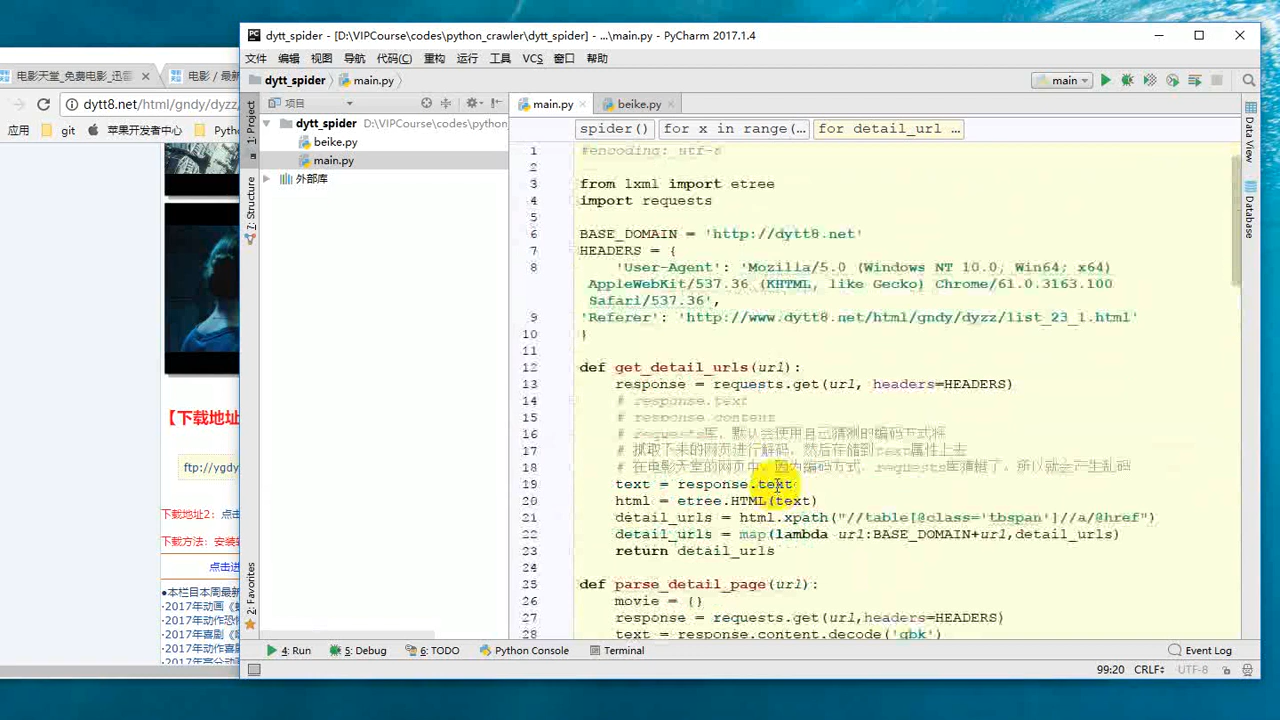 dytt_spider - [D:\VIPCourse\codes\python_crawler\dytt_spider] - ...\main.py - PyCharm 2017.1.4
文件 编辑 视图 导航 代码(C) 重构 运行 工具 VCS 窗口 帮助
dytt_spider main.py
main
电影天堂_免费电影_迅雷
电影 / 最新
dytt8.net/html/gndy/dyzz/
应用 git 苹果开发者中心 Pyth
项目
main.py
beike.py
dytt_spider D:\VIPCourse\codes\python_
beike.py
main.py
外部库
1: Project
7: Structure
2: Favorites
Data View
Database
spider() for x in range(... for detail_url ...
1 #encoding: utf-8
2
3 from lxml import etree
4 import requests
5
6 BASE_DOMAIN = 'http://dytt8.net'
7 HEADERS = {
8 'User-Agent': 'Mozilla/5.0 (Windows NT 10.0; Win64; x64)
AppleWebKit/537.36 (KHTML, like Gecko) Chrome/61.0.3163.100
Safari/537.36',
9 'Referer': 'http://www.dytt8.net/html/gndy/dyzz/list_23_1.html'
10 }
11
12 def get_detail_urls(url):
13 response = requests.get(url, headers=HEADERS)
14 # response.text
15 # response.content
16 # requests库，默认会使用自己猜测的编码方式将
17 # 抓取下来的网页进行解码，然后存储到text属性上去
18 # 在电影天堂的网页中，因为编码方式，requests库猜错了，所以就会产生乱码
19 text = response.text
20 html = etree.HTML(text)
21 detail_urls = html.xpath("//table[@class='tbspan']//a/@href")
22 detail_urls = map(lambda url:BASE_DOMAIN+url,detail_urls)
23 return detail_urls
24
25 def parse_detail_page(url):
26 movie = {}
27 response = requests.get(url,headers=HEADERS)
28 text = response.content.decode('gbk')
【下载地址
ftp://ygdy
下载地址2：点击
下载方法：安装
点击进
●本栏目本周最新
·2017年动画《
·2017年动作恐
·2017年喜剧《
·2017年动作喜
·2017年高分动画
4: Run 5: Debug 6: TODO Python Console Terminal Event Log
99:20 CRLF UTF-8